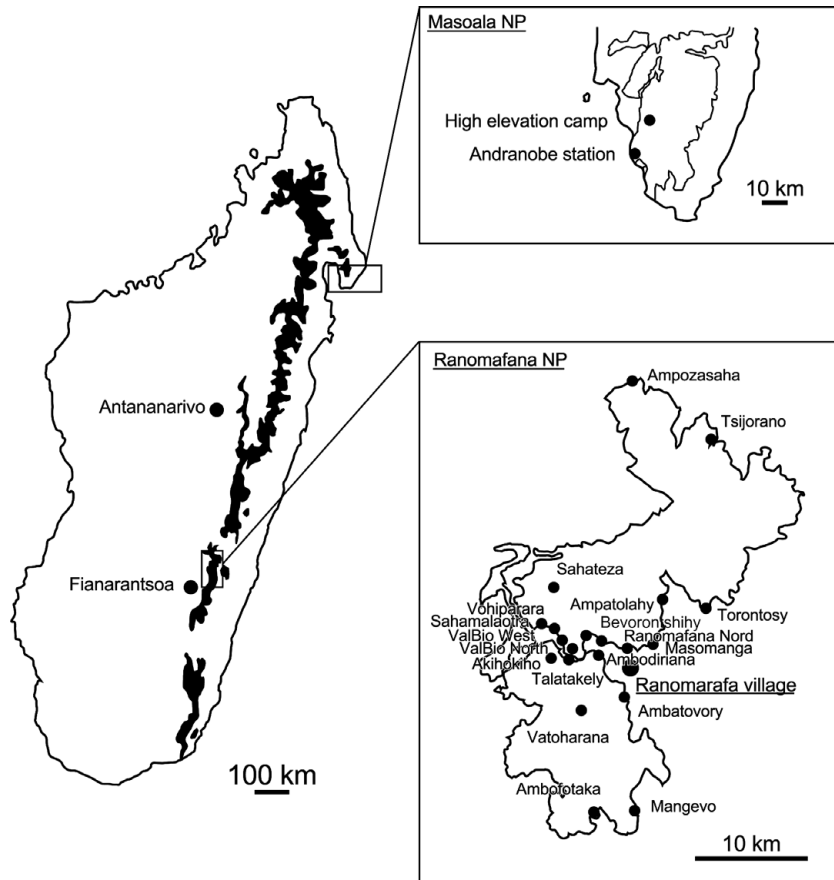 Masoala NP
High elevation camp
Andranobe station
10 km
Antananarivo
Fianarantsoa
100 km
Ranomafana NP
Ampozasaha
Tsijorano
Sahateza
Ampatolahy
Torontosy
Vohiparara
Sahamalaotra
Bevoronishihy
ValBio West
Ranomafana Nord
ValBio North
Masomanga
Akihokiho
Ambodiriana
Talatakely
Ranomarafa village
Ambatovory
Vatoharana
Ambofotaka
Mangevo
10 km